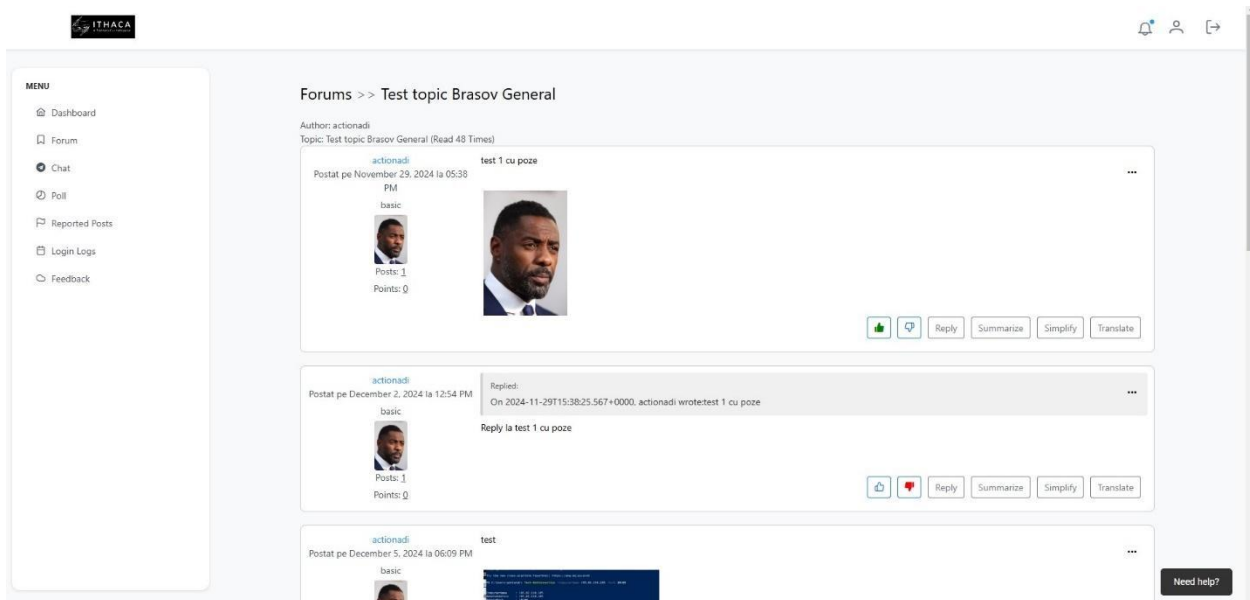 ITHACA
MENU
Dashboard
Forum
Chat
Poll
Reported Posts
Login Logs
Feedback
Forums >> Test topic Brasov General
Author: actionadi
Topic: Test topic Brasov General (Read 48 Times)
actionadi
Postat pe November 29, 2024 la 05:38
PM
basic
Posts: 1
Points: 0
test 1 cu poze
...
Reply
Summarize
Simplify
Translate
actionadi
Postat pe December 2, 2024 la 12:54 PM
basic
Posts: 1
Points: 0
Replied:
On 2024-11-29T15:38:25.567+0000, actionadi wrote:test 1 cu poze
...
Reply la test 1 cu poze
Reply
Summarize
Simplify
Translate
actionadi
Postat pe December 5, 2024 la 06:09 PM
basic
test
...
Need help?